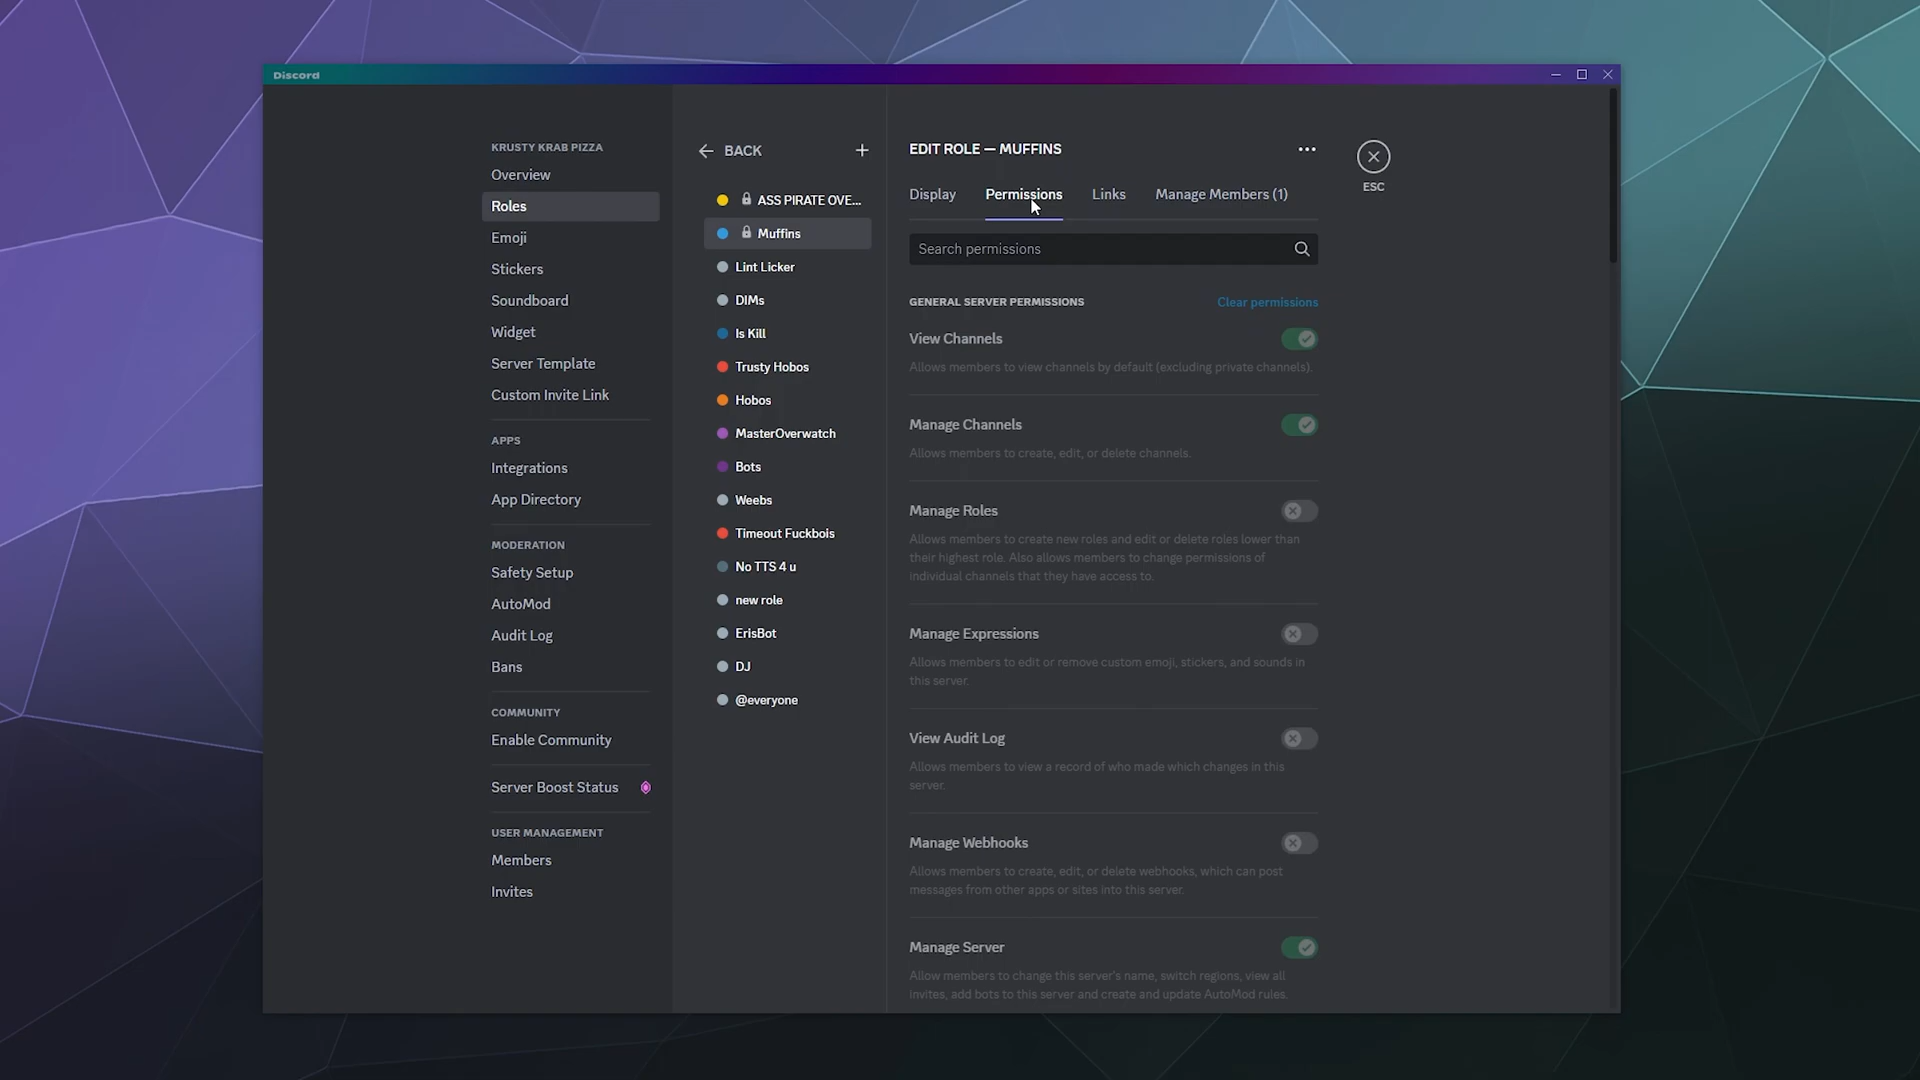 Discord
KRUSTY KRAB PIZZA
Overview
Roles
Emoji
Stickers
Soundboard
Widget
Server Template
Custom Invite Link
APPS
Integrations
App Directory
MODERATION
Safety Setup
AutoMod
Audit Log
Bans
COMMUNITY
Enable Community
Server Boost Status
USER MANAGEMENT
Members
Invites
BACK
ASS PIRATE OVE...
Muffins
Lint Licker
DIMs
Is Kill
Trusty Hobos
Hobos
MasterOverwatch
Bots
Weebs
Timeout Fuckbois
No TTS 4 u
new role
ErisBot
DJ
@everyone
EDIT ROLE — MUFFINS
Display Permissions Links Manage Members (1)
Search permissions
GENERAL SERVER PERMISSIONS Clear permissions
View Channels
Allows members to view channels by default (excluding private channels).
Manage Channels
Allows members to create, edit, or delete channels.
Manage Roles
Allows members to create new roles and edit or delete roles lower than
their highest role. Also allows members to change permissions of
individual channels that they have access to.
Manage Expressions
Allows members to edit or remove custom emoji, stickers, and sounds in
this server.
View Audit Log
Allows members to view a record of who made which changes in this
server.
Manage Webhooks
Allows members to create, edit, or delete webhooks, which can post
messages from other apps or sites into this server.
Manage Server
Allow members to change this server's name, switch regions, view all
invites, add bots to this server and create and update AutoMod rules.
ESC